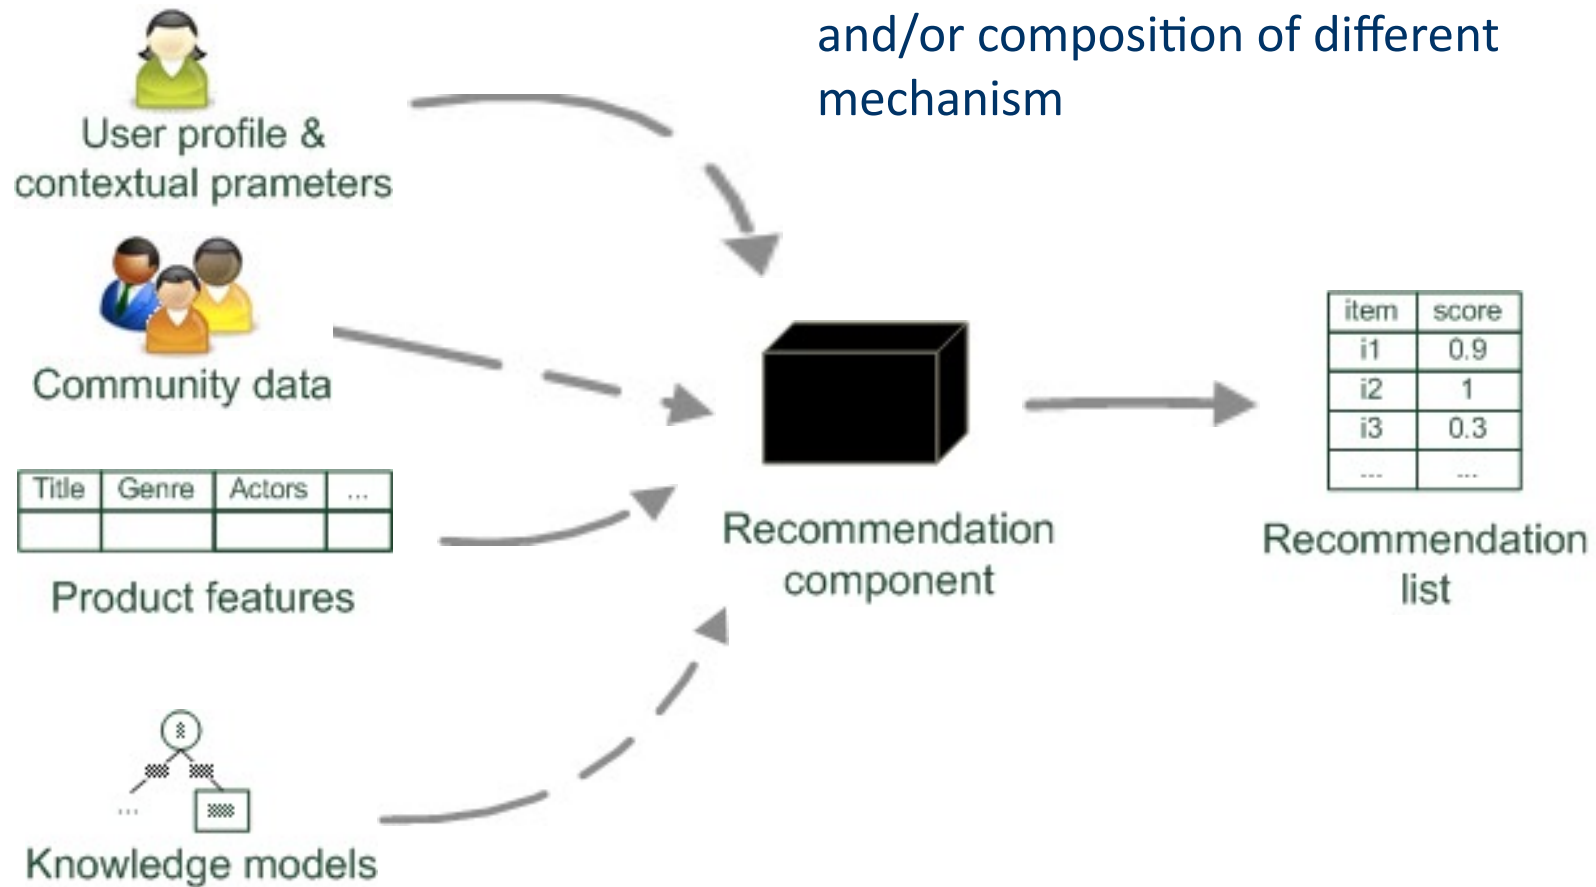 and/or composition of different
mechanism
User profile &
contextual prameters
Community data
Title Genre Actors ...
Product features
...
Knowledge models
Recommendation
component
item score
i1 0.9
i2 1
i3 0.3
... ...
Recommendation
list